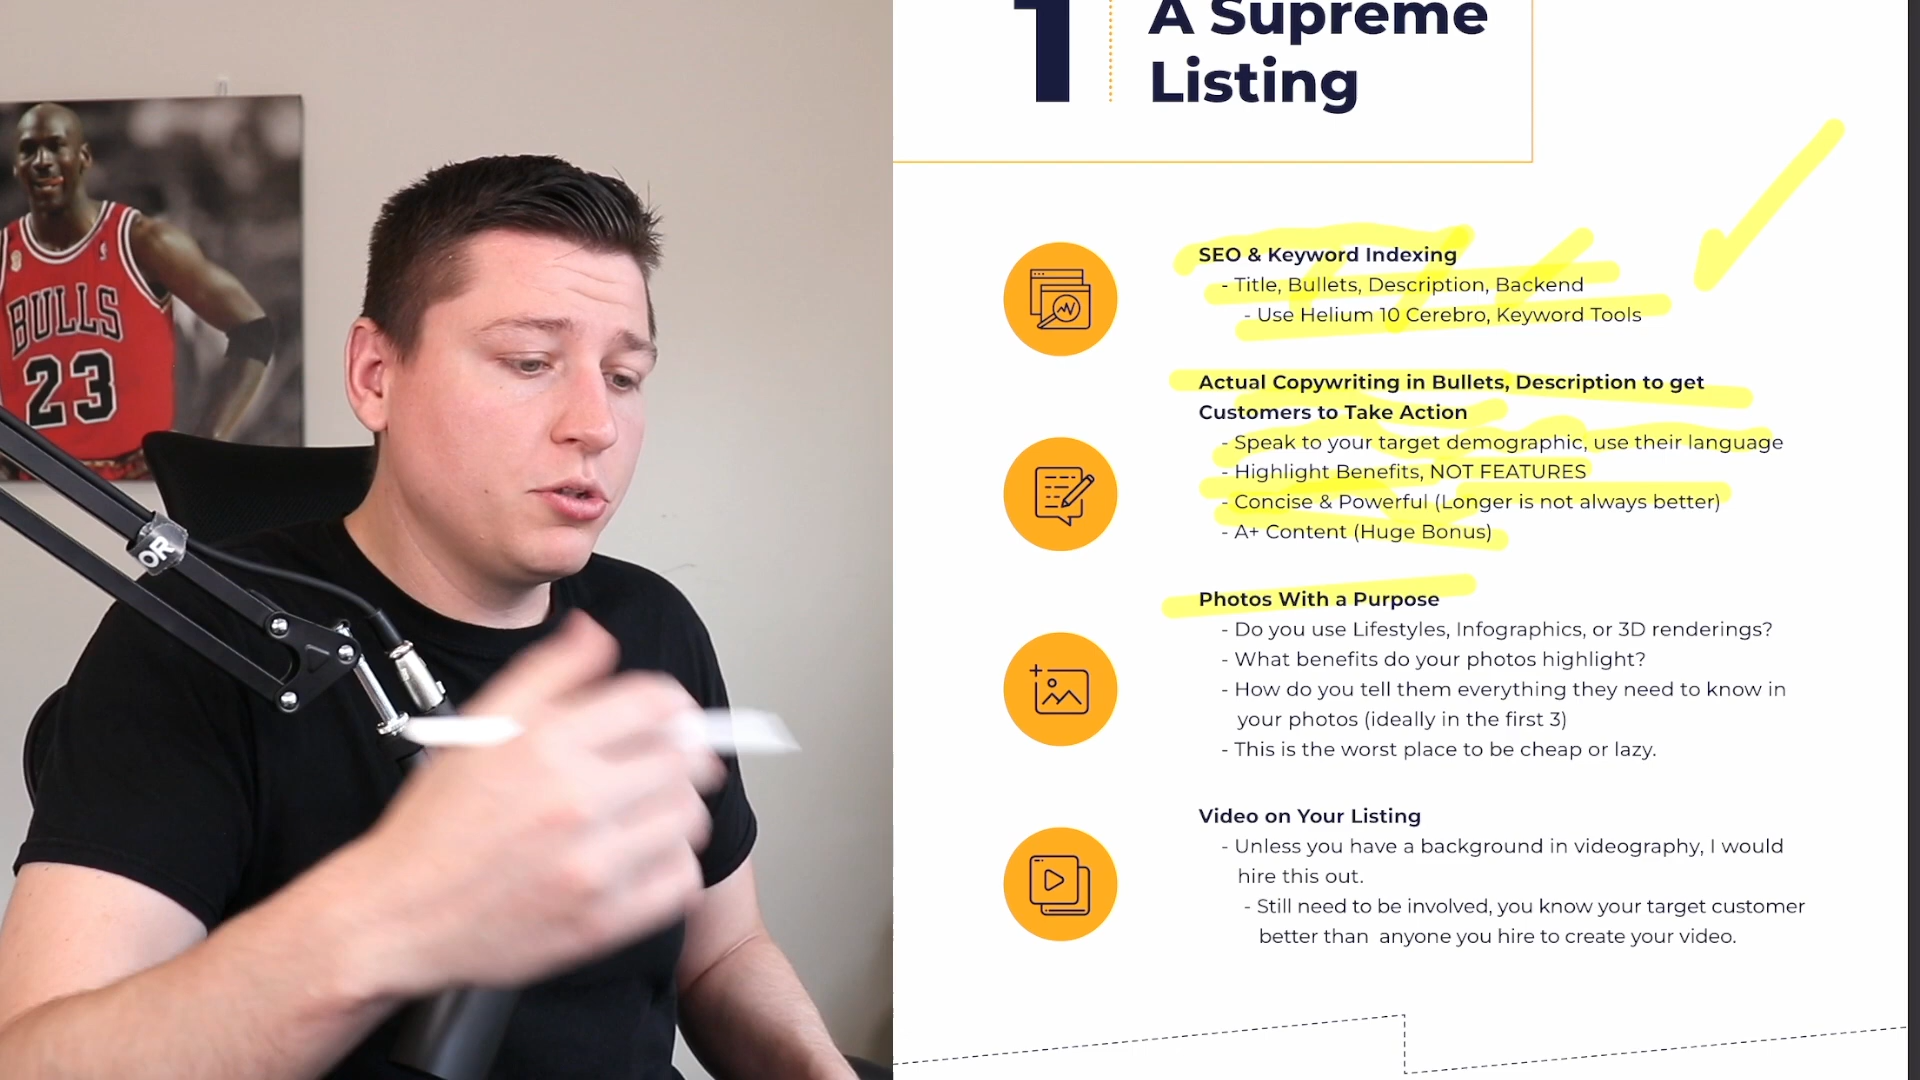 1
A Supreme
Listing
SEO & Keyword Indexing
- Title, Bullets, Description, Backend
- Use Helium 10 Cerebro, Keyword Tools
Actual Copywriting in Bullets, Description to get
Customers to Take Action
- Speak to your target demographic, use their language
- Highlight Benefits, NOT FEATURES
- Concise & Powerful (Longer is not always better)
- A+ Content (Huge Bonus)
Photos With a Purpose
- Do you use Lifestyles, Infographics, or 3D renderings?
- What benefits do your photos highlight?
- How do you tell them everything they need to know in
your photos (ideally in the first 3)
- This is the worst place to be cheap or lazy.
Video on Your Listing
- Unless you have a background in videography, I would
hire this out.
- Still need to be involved, you know your target customer
better than anyone you hire to create your video.
BULLS
23
OR